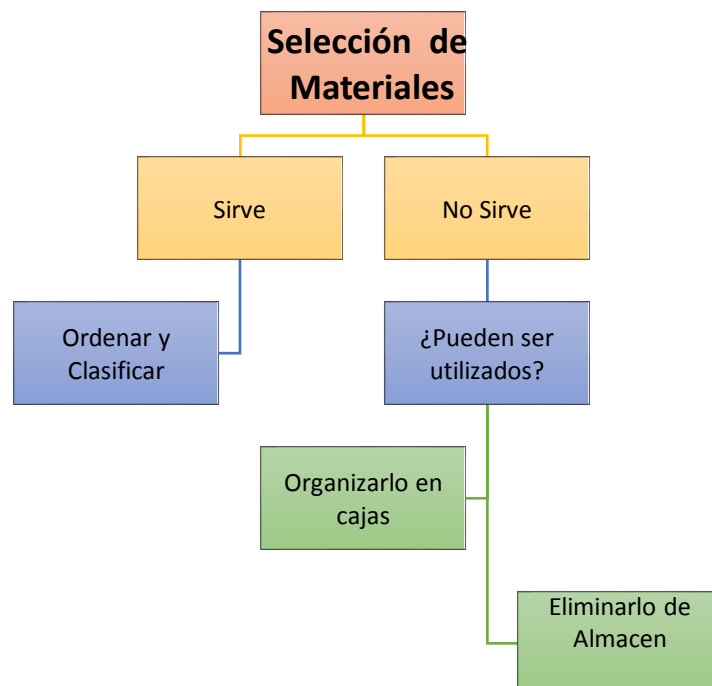 Selección de
Materiales
Sirve
No Sirve
Ordenar y
Clasificar
¿Pueden ser
utilizados?
Organizarlo en
cajas
Eliminarlo de
Almacen